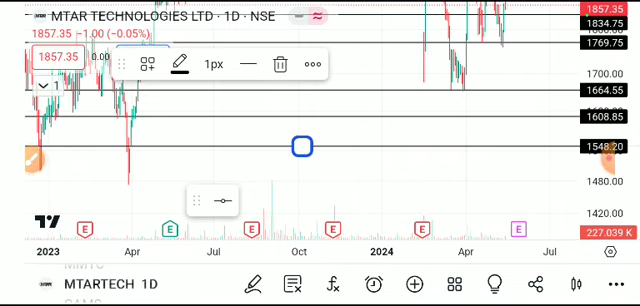 MTAR TECHNOLOGIES LTD · 1D · NSE
1857.35 −1.00 (−0.05%)
1857.35 0.00
1px
1
1857.35
1834.75
1769.75
1700.00
1664.55
1608.85
1548.20
1480.00
1420.00
227.039 K
E E E E E E
2023 Apr Jul Oct 2024 Apr Jul
MTARTECH 1D